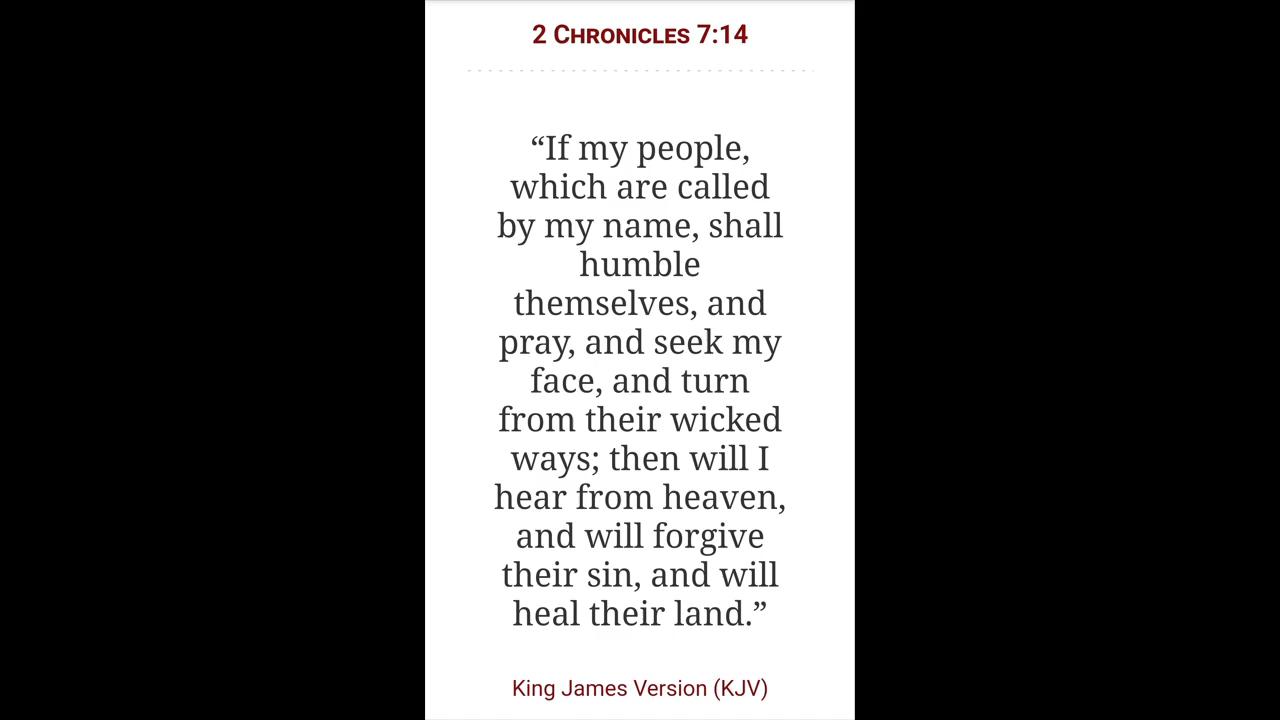 2 Chronicles 7:14
“If my people,
which are called
by my name, shall
humble
themselves, and
pray, and seek my
face, and turn
from their wicked
ways; then will I
hear from heaven,
and will forgive
their sin, and will
heal their land.”
King James Version (KJV)